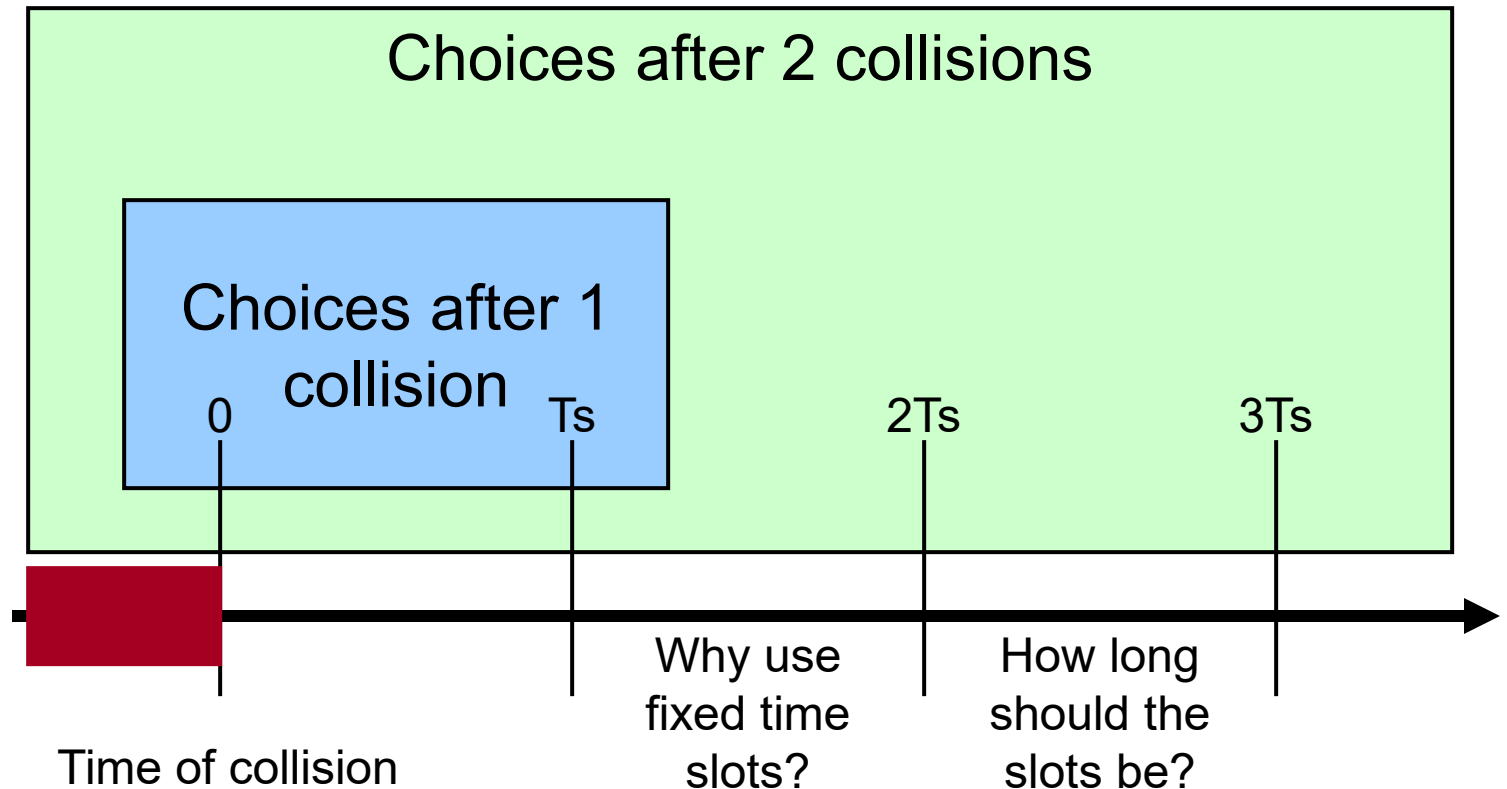 Choices after 2 collisions
Choices after 1
collision
0
Ts
2Ts
3Ts
Why use
fixed time
slots?
How long
should the
slots be?
Time of collision